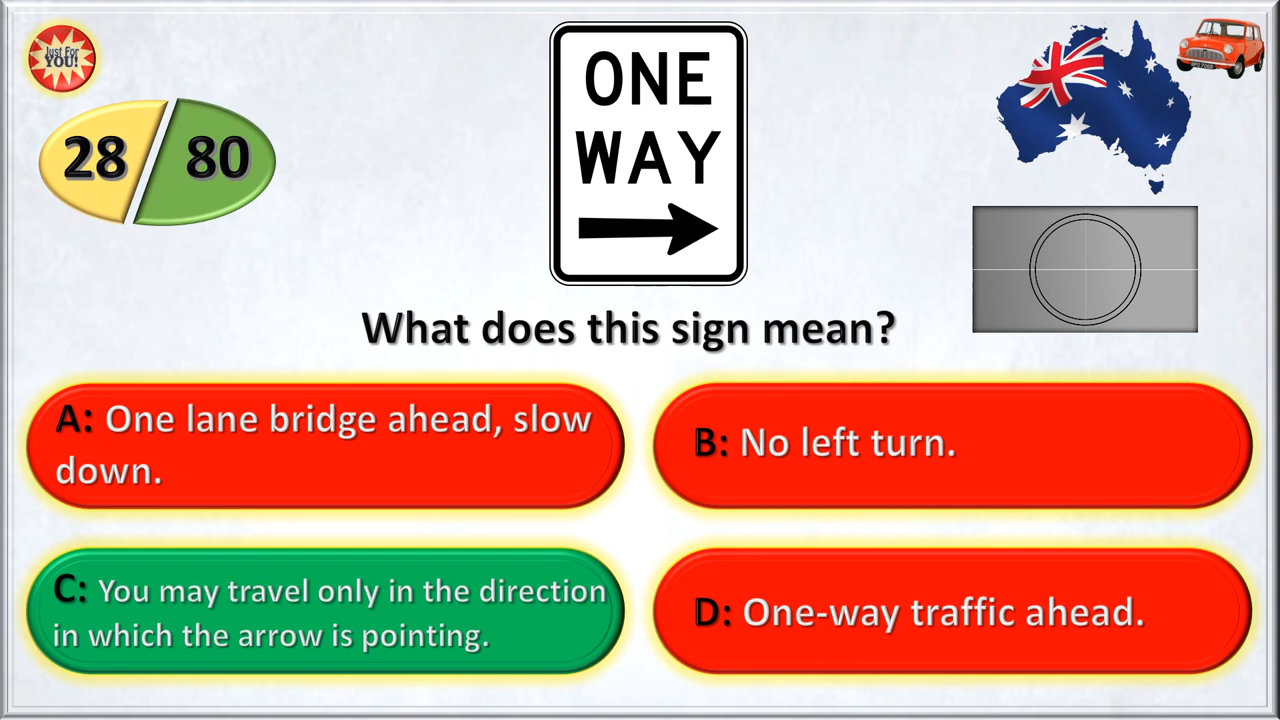 Just For
YOU!
28 80
ONE
WAY
What does this sign mean?
A: One lane bridge ahead, slow
down.
B: No left turn.
C: You may travel only in the direction
in which the arrow is pointing.
D: One-way traffic ahead.